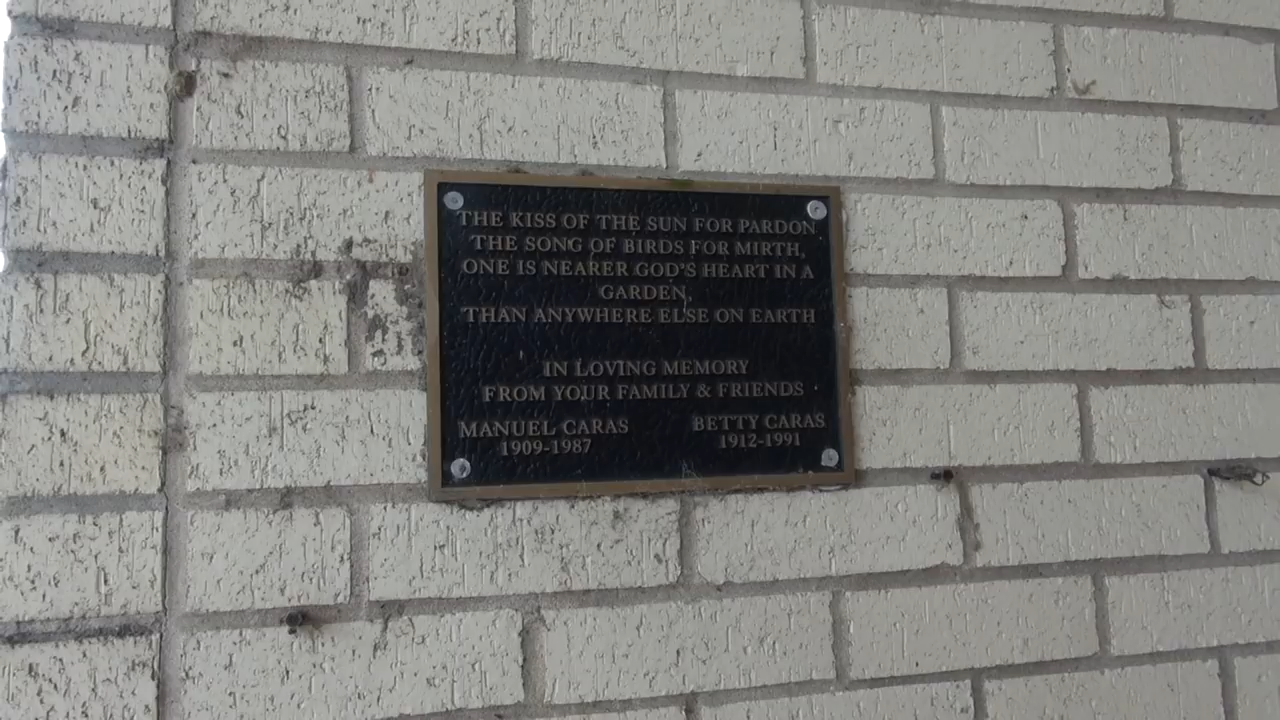 THE KISS OF THE SUN FOR PARDON
THE SONG OF BIRDS FOR MIRTH,
ONE IS NEARER GOD'S HEART IN A
GARDEN,
THAN ANYWHERE ELSE ON EARTH
IN LOVING MEMORY
FROM YOUR FAMILY & FRIENDS
MANUEL CARAS BETTY CARAS
1909-1987 1912-1991